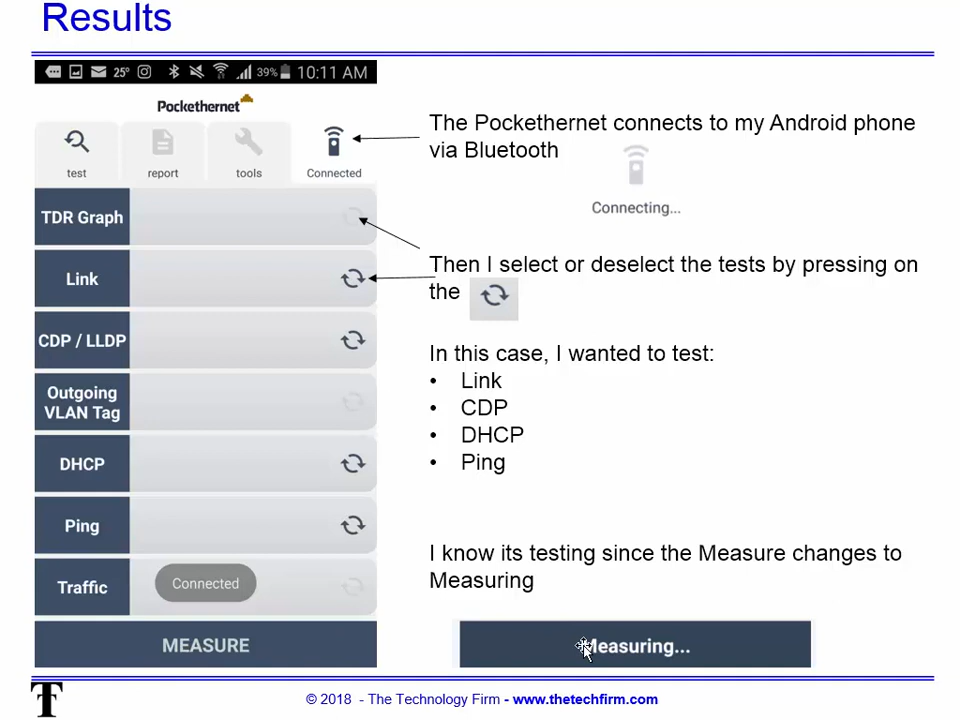 Results
25° 39% 10:11 AM
Pockethernet
test report tools Connected
TDR Graph
Link
CDP / LLDP
Outgoing
VLAN Tag
DHCP
Ping
Traffic
Connected
MEASURE
The Pockethernet connects to my Android phone
via Bluetooth
Connecting...
Then I select or deselect the tests by pressing on
the
In this case, I wanted to test:
• Link
• CDP
• DHCP
• Ping
I know its testing since the Measure changes to
Measuring
Measuring...
T
© 2018 - The Technology Firm - www.thetechfirm.com